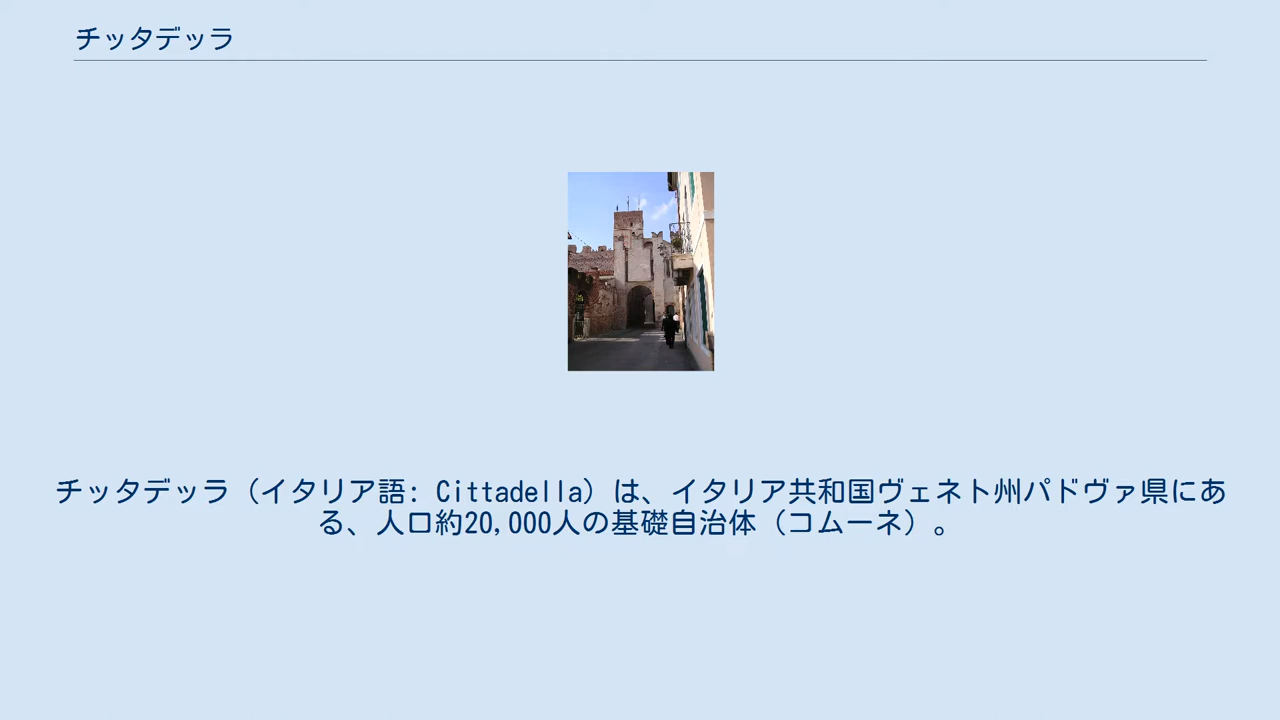 チッタデッラ
チッタデッラ（イタリア語: Cittadella）は、イタリア共和国ヴェネト州パドヴァ県にあ
る、人口約20,000人の基礎自治体（コムーネ）。